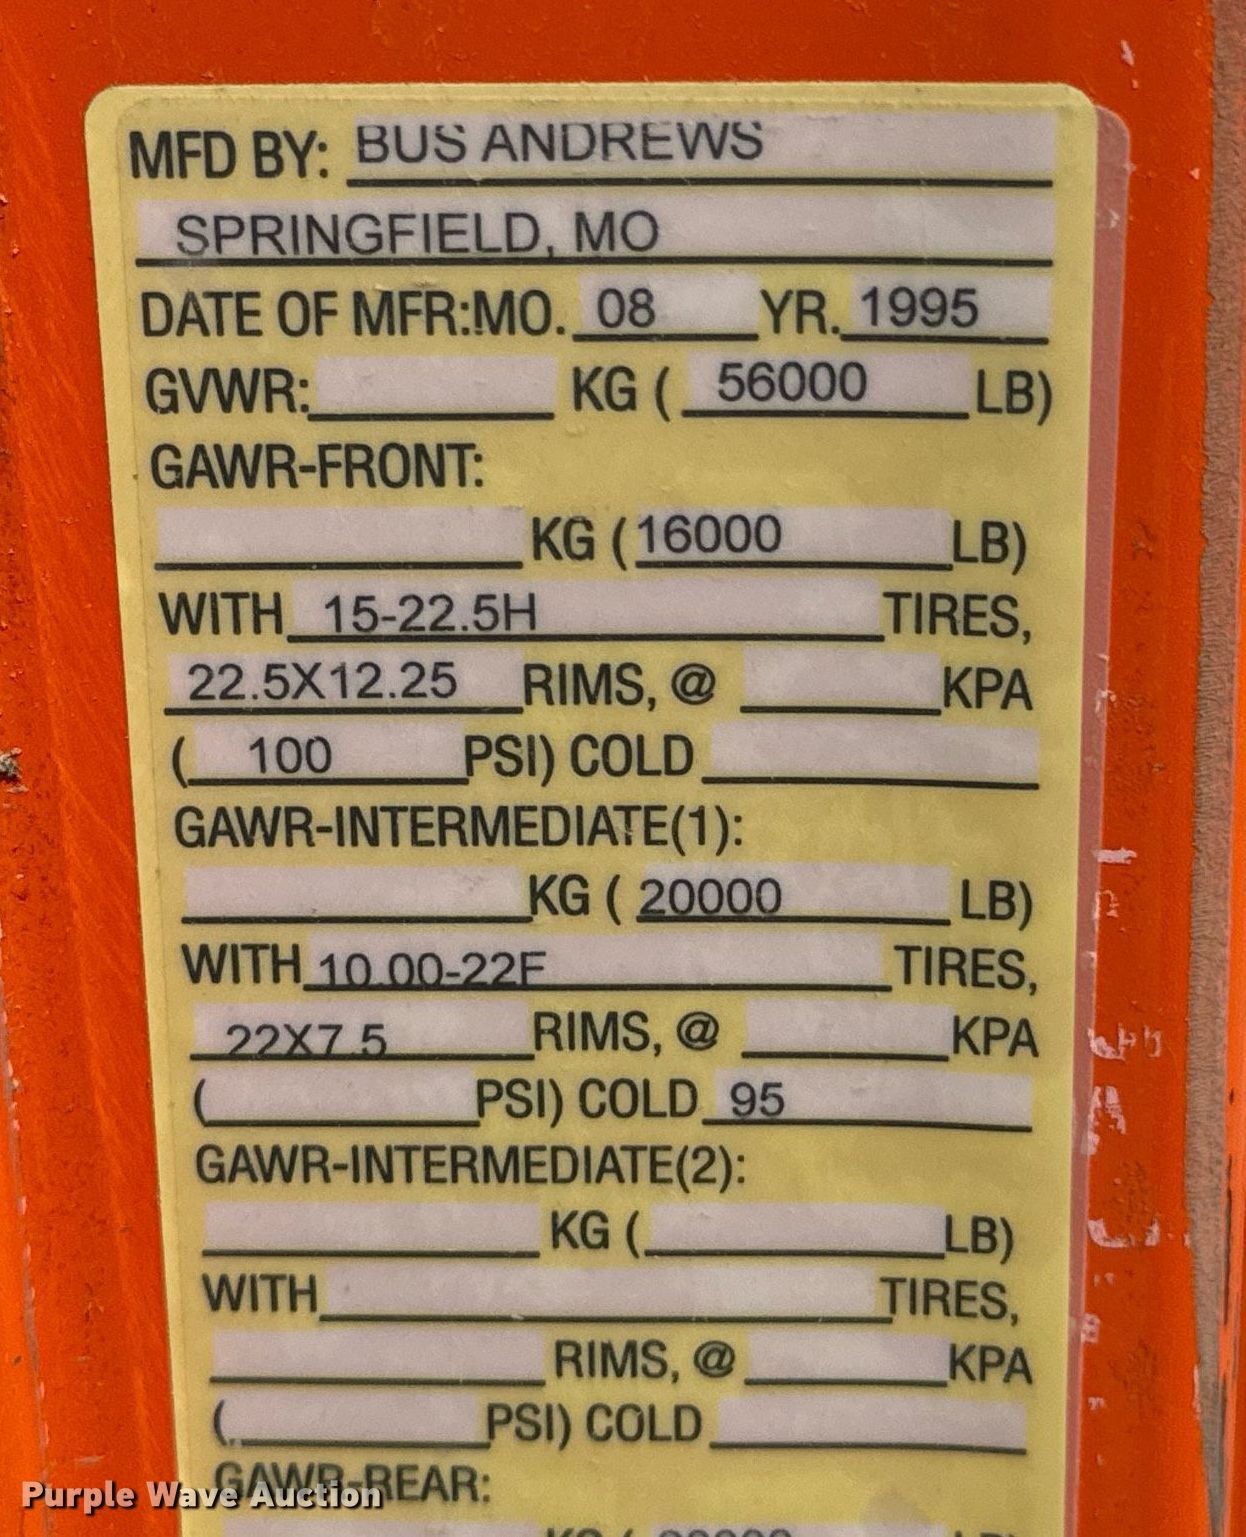 MFD BY: BUS ANDREWS
SPRINGFIELD, MO
DATE OF MFR:MO. 08 YR. 1995
GVWR: KG ( 56000 LB)
GAWR-FRONT:
KG ( 16000 LB)
WITH 15-22.5H TIRES,
22.5X12.25 RIMS, @ KPA
( 100 PSI) COLD
GAWR-INTERMEDIATE(1):
KG ( 20000 LB)
WITH 10.00-22F TIRES,
22X7.5 RIMS, @ KPA
( PSI) COLD 95
GAWR-INTERMEDIATE(2):
KG ( LB)
WITH TIRES,
RIMS, @ KPA
( PSI) COLD
GAWR-REAR:
KG ( LB)
Purple Wave Auction